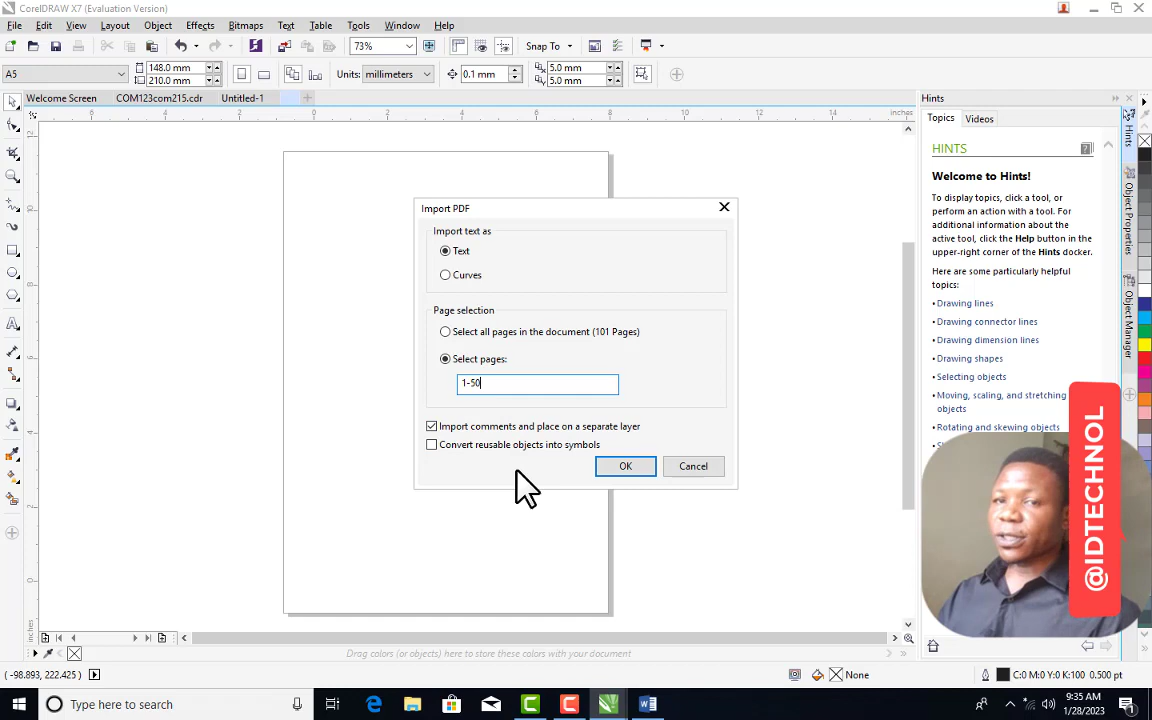 CorelDRAW X7 (Evaluation Version)
File Edit View Layout Object Effects Bitmaps Text Table Tools Window Help
73% Snap To
A5 148.0 mm 210.0 mm Units: millimeters 0.1 mm 5.0 mm 5.0 mm
Welcome Screen COM123com215.cdr Untitled-1
inches
Import PDF
Import text as
Text
Curves
Page selection
Select all pages in the document (101 Pages)
Select pages:
1-50
Import comments and place on a separate layer
Convert reusable objects into symbols
OK Cancel
Hints
Topics Videos
HINTS
Welcome to Hints!
To display topics, click a tool, or
perform an action with a tool. For
additional information about the
active tool, click the Help button in the
upper-right corner of the Hints docker.
Here are some particularly helpful
topics:
• Drawing lines
• Drawing connector lines
• Drawing dimension lines
• Drawing shapes
• Selecting objects
• Moving, scaling, and stretching
objects
• Rotating and skewing objects
Hints
Object Properties
Object Manager
@IDTECHNOL
inches
Drag colors (or objects) here to store these colors with your document
(-98.893, 222.425) None C:0 M:0 Y:0 K:100 0.500 pt
Type here to search
9:35 AM
1/28/2023